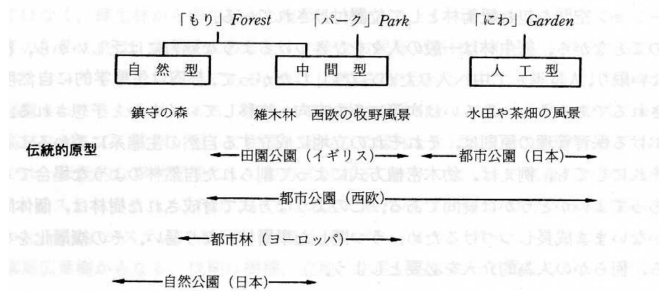 「もり」Forest 「パーク」Park 「にわ」Garden
自然型 中間型 人工型
鎮守の森 雑木林 西欧の牧野風景 水田や茶畑の風景
伝統的原型
田園公園（イギリス） 都市公園（日本）
都市公園（西欧）
都市林（ヨーロッパ）
自然公園（日本）